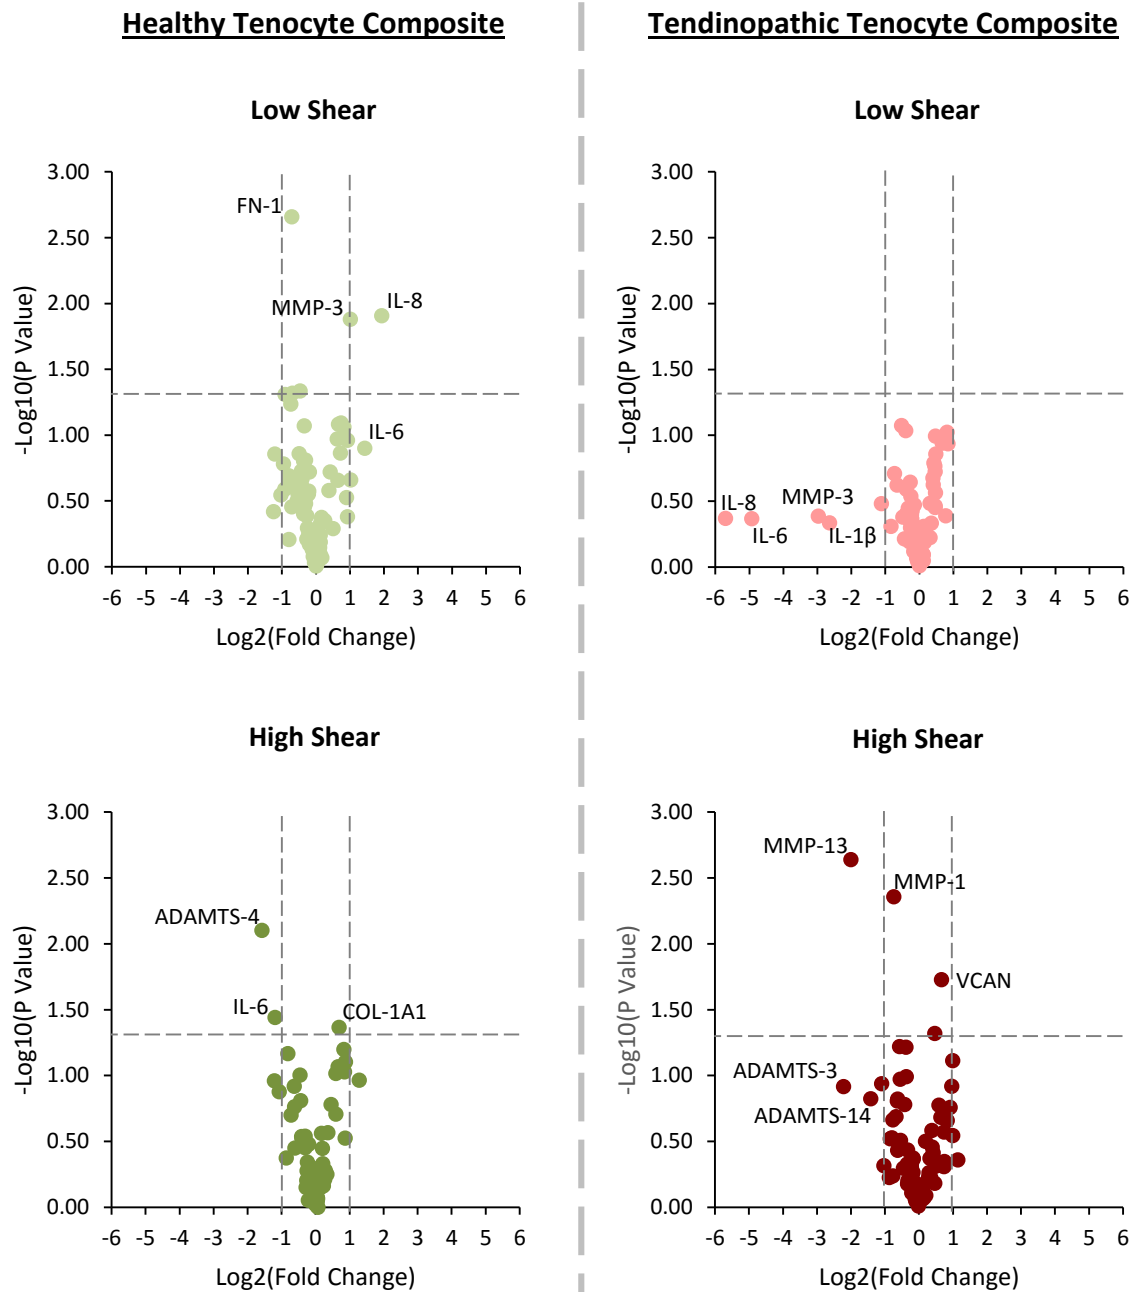 Healthy Tenocyte Composite
Low Shear
3.00
2.50
2.00
1.50
1.00
0.50
0.00
-Log10(P Value)
FN-1
MMP-3
IL-8
IL-6
-6 -5 -4 -3 -2 -1 0 1 2 3 4 5 6
Log2(Fold Change)
High Shear
3.00
2.50
2.00
1.50
1.00
0.50
0.00
-Log10(P Value)
ADAMTS-4
IL-6
COL-1A1
-6 -5 -4 -3 -2 -1 0 1 2 3 4 5 6
Log2(Fold Change)
Tendinopathic Tenocyte Composite
Low Shear
3.00
2.50
2.00
1.50
1.00
0.50
0.00
-Log10(P Value)
IL-8
IL-6
MMP-3
IL-1β
-6 -5 -4 -3 -2 -1 0 1 2 3 4 5 6
Log2(Fold Change)
High Shear
3.00
2.50
2.00
1.50
1.00
0.50
0.00
-Log10(P Value)
MMP-13
MMP-1
VCAN
ADAMTS-3
ADAMTS-14
-6 -5 -4 -3 -2 -1 0 1 2 3 4 5 6
Log2(Fold Change)